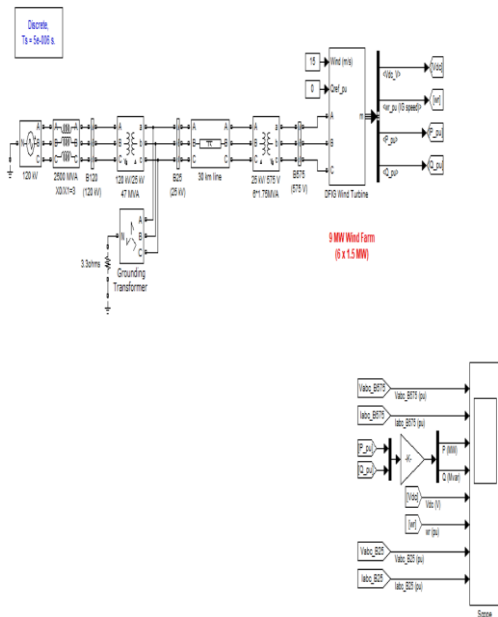 Discrete,
Ts = 5e-006 s.
15
Wind (m/s)
0
Qref_pu
A
B
C
m
DFIG Wind Turbine
<Vdc_V>
[Vdc]
<wr_pu (IG speed)>
[wr]
<P_pu>
[P_pu]
<Q_pu>
[Q_pu]
N
A
B
C
120 kV
A
B
C
A
B
C
2500 MVA
X0/X1=3
B120
(120 kV)
A
B
C
a
b
c
120 kV/25 kV
47 MVA
B25
(25 kV)
A
B
C
A
B
C
30 km line
A
B
C
a
b
c
25 kV/ 575 V
6*1.75MVA
B575
(575 V)
9 MW Wind Farm
(6 x 1.5 MW)
N
A
B
C
3.3ohms
Grounding
Transformer
Vabc_B575
Vabc_B575 (pu)
Iabc_B575
Iabc_B575 (pu)
[P_pu]
[Q_pu]
-K-
P (MW)
Q (Mvar)
[Vdc]
Vdc (V)
[wr]
wr (pu)
Vabc_B25
Vabc_B25 (pu)
Iabc_B25
Iabc_B25 (pu)
Scope